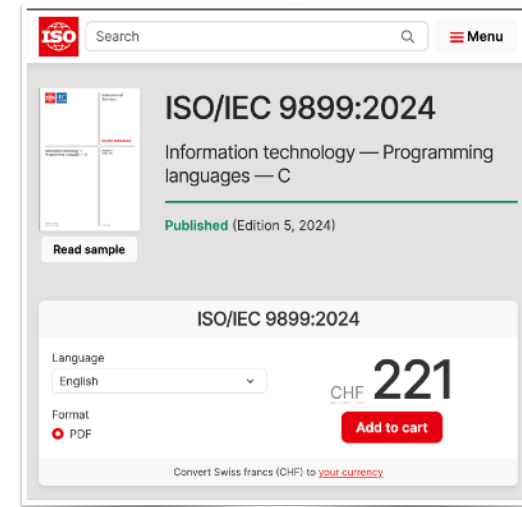 ISO
Search
Menu
ISO/IEC 9899:2024
Information technology — Programming
languages — C
Published (Edition 5, 2024)
Read sample
ISO/IEC 9899:2024
Language
English
Format
PDF
CHF 221
Add to cart
Convert Swiss francs (CHF) to your currency